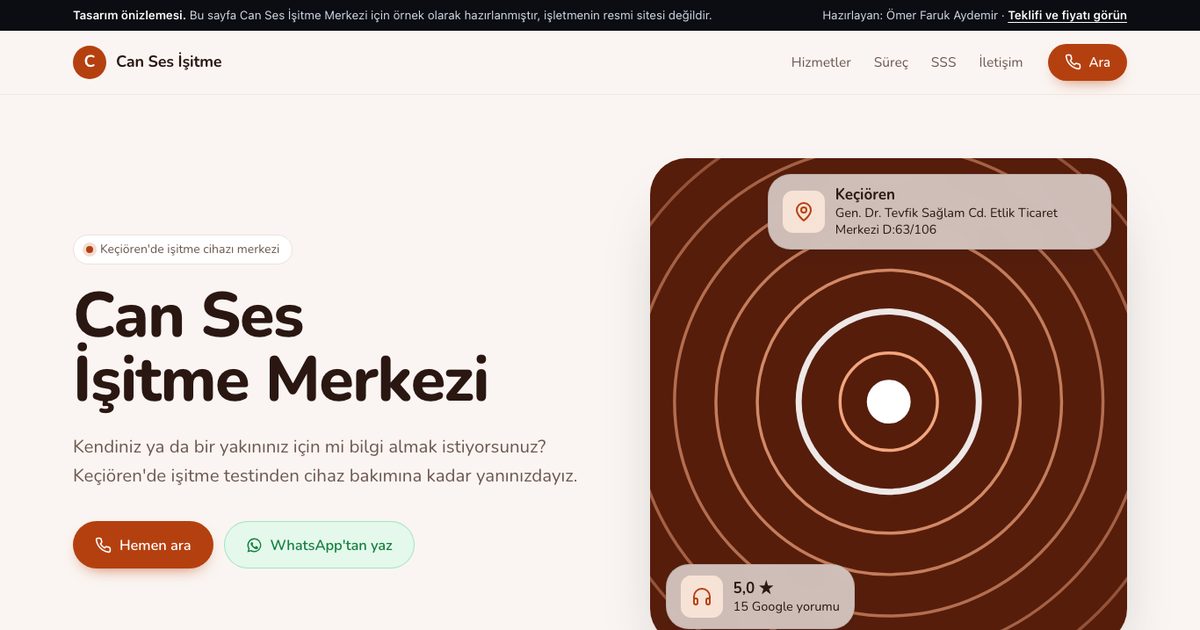 Tasarım önizlemesi. Bu sayfa Can Ses İşitme Merkezi için örnek olarak hazırlanmıştır, işletmenin resmi sitesi değildir.
Hazırlayan: Ömer Faruk Aydemir · Teklifi ve fiyatı görün
C Can Ses İşitme
Hizmetler Süreç SSS İletişim Ara
Keçiören'de işitme cihazı merkezi
Can Ses
İşitme Merkezi
Kendiniz ya da bir yakınınız için mi bilgi almak istiyorsunuz?
Keçiören'de işitme testinden cihaz bakımına kadar yanınızdayız.
Hemen ara
WhatsApp'tan yaz
Keçiören
Gen. Dr. Tevfik Sağlam Cd. Etlik Ticaret
Merkezi D:63/106
5,0 ★
15 Google yorumu